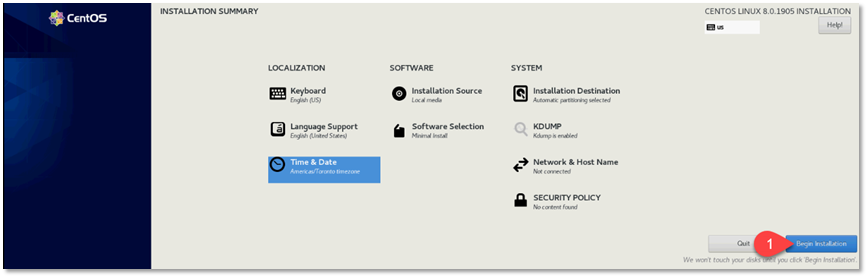 CentOS
INSTALLATION SUMMARY
CENTOS LINUX 8.0.1905 INSTALLATION
us
Help!
LOCALIZATION
Keyboard
English (US)
Language Support
English (United States)
Time & Date
Americas/Toronto timezone
SOFTWARE
Installation Source
Local media
Software Selection
Minimal Install
SYSTEM
Installation Destination
Automatic partitioning selected
KDUMP
Kdump is enabled
Network & Host Name
Not connected
SECURITY POLICY
No content found
Quit
1
Begin Installation
We won't touch your disks until you click 'Begin Installation'.